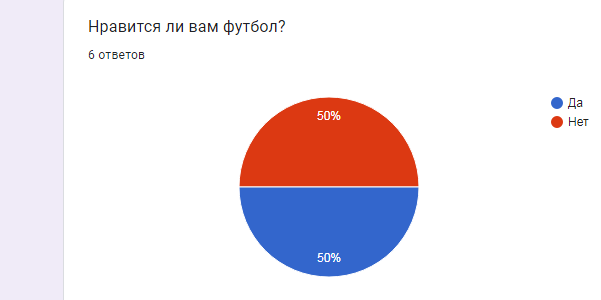 Нравится ли вам футбол?
6 ответов
50%
50%
Да
Нет